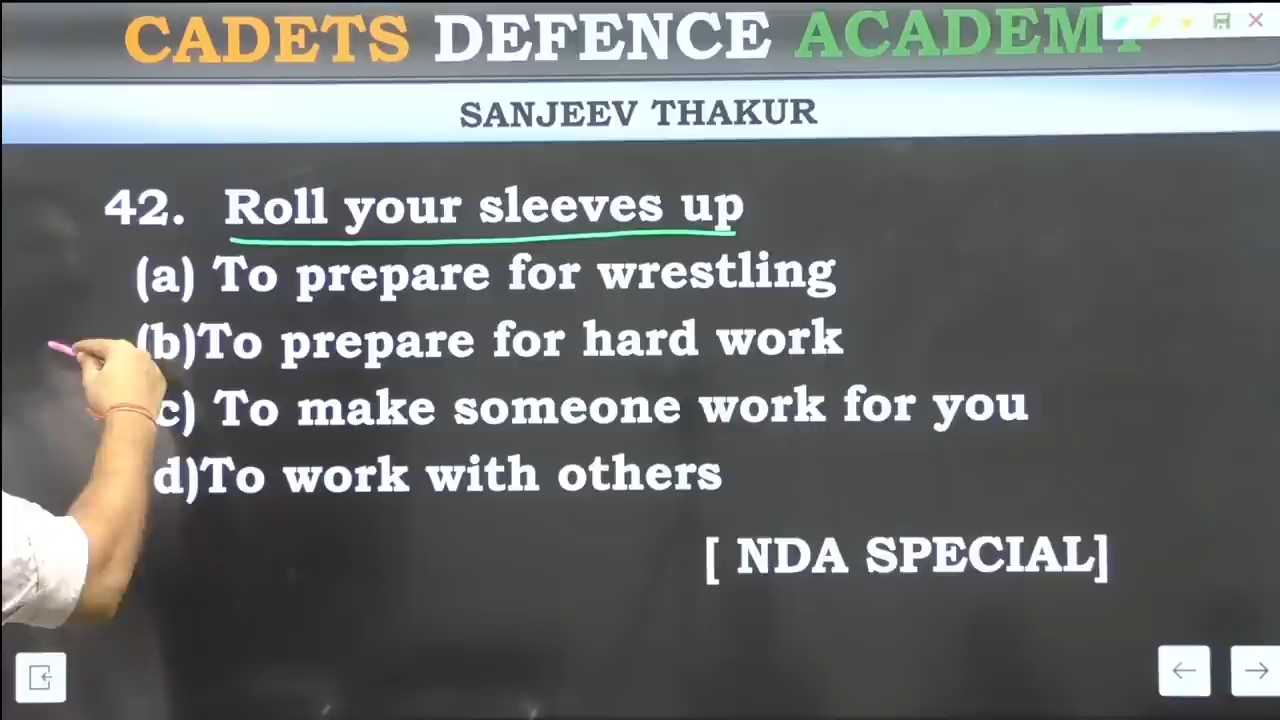 CADETS DEFENCE ACADEMY
SANJEEV THAKUR
42. Roll your sleeves up
(a) To prepare for wrestling
(b)To prepare for hard work
c) To make someone work for you
d)To work with others
[ NDA SPECIAL]